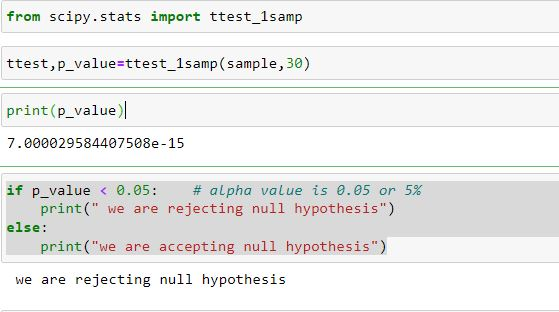 from scipy.stats import ttest_1samp
ttest,p_value=ttest_1samp(sample,30)
print(p_value)
7.000029584407508e-15
if p_value < 0.05:    # alpha value is 0.05 or 5%
    print(" we are rejecting null hypothesis")
else:
    print("we are accepting null hypothesis")
 we are rejecting null hypothesis